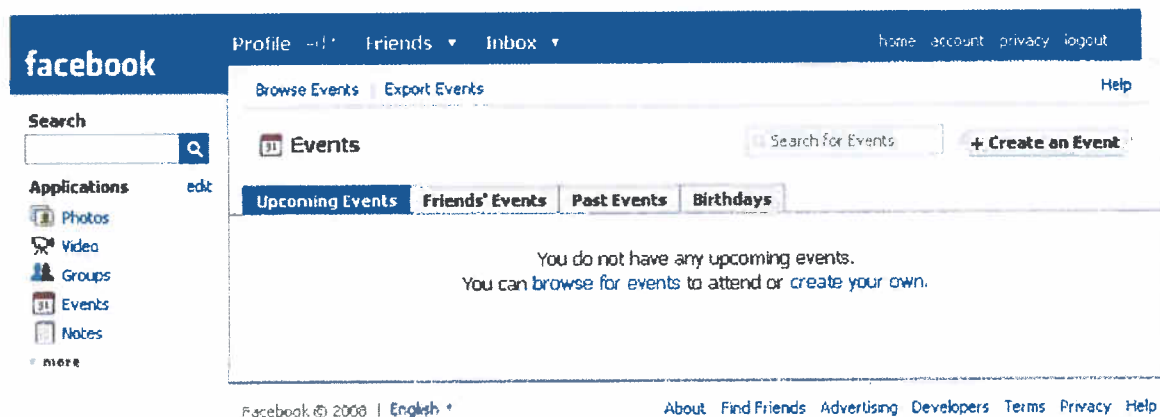 facebook
Profile edit Friends Inbox
home account privacy logout
Browse Events | Export Events
Help
Search
Applications edit
Photos
Video
Groups
31 Events
Notes
more
31 Events
Search for Events
+ Create an Event
Upcoming Events Friends' Events Past Events Birthdays
You do not have any upcoming events.
You can browse for events to attend or create your own.
Facebook © 2008 | English
About Find Friends Advertising Developers Terms Privacy Help